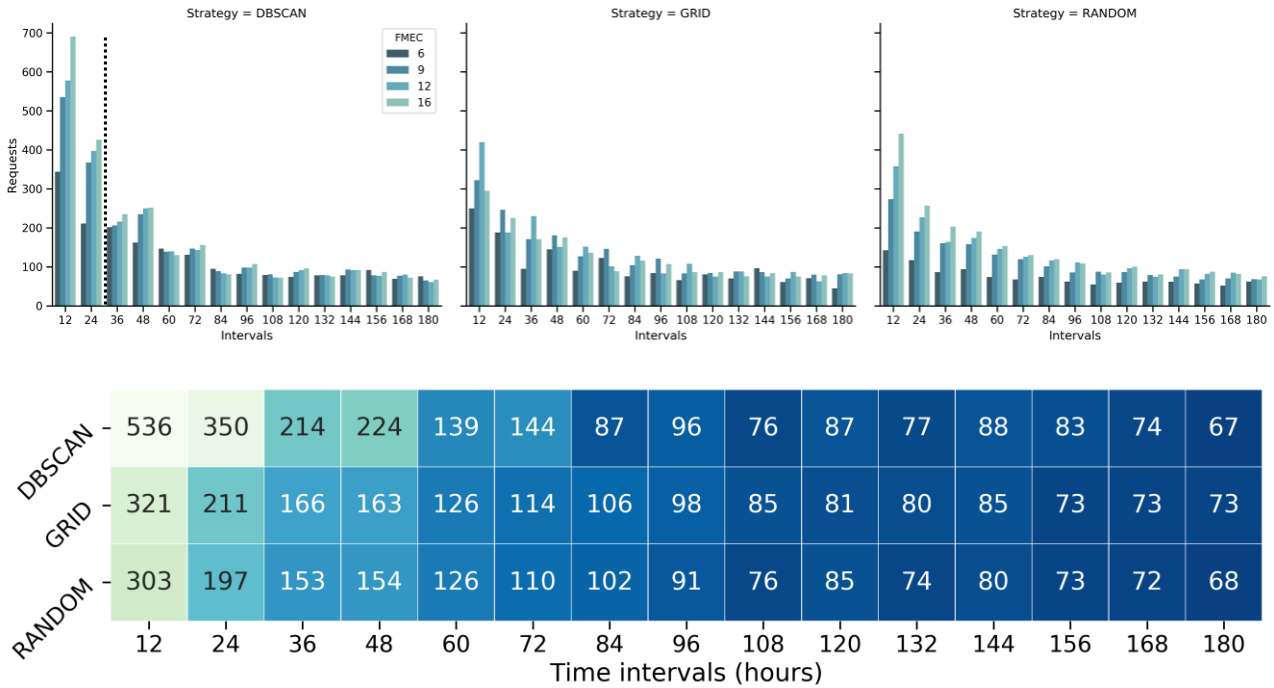 Strategy = DBSCAN
Strategy = GRID
Strategy = RANDOM
Requests
700
600
500
400
300
200
100
0
FMEC
6
9
12
16
12 24 36 48 60 72 84 96 108 120 132 144 156 168 180
Intervals
12 24 36 48 60 72 84 96 108 120 132 144 156 168 180
Intervals
12 24 36 48 60 72 84 96 108 120 132 144 156 168 180
Intervals
DBSCAN 536 350 214 224 139 144 87 96 76 87 77 88 83 74 67
GRID 321 211 166 163 126 114 106 98 85 81 80 85 73 73 73
RANDOM 303 197 153 154 126 110 102 91 76 85 74 80 73 72 68
12 24 36 48 60 72 84 96 108 120 132 144 156 168 180
Time intervals (hours)